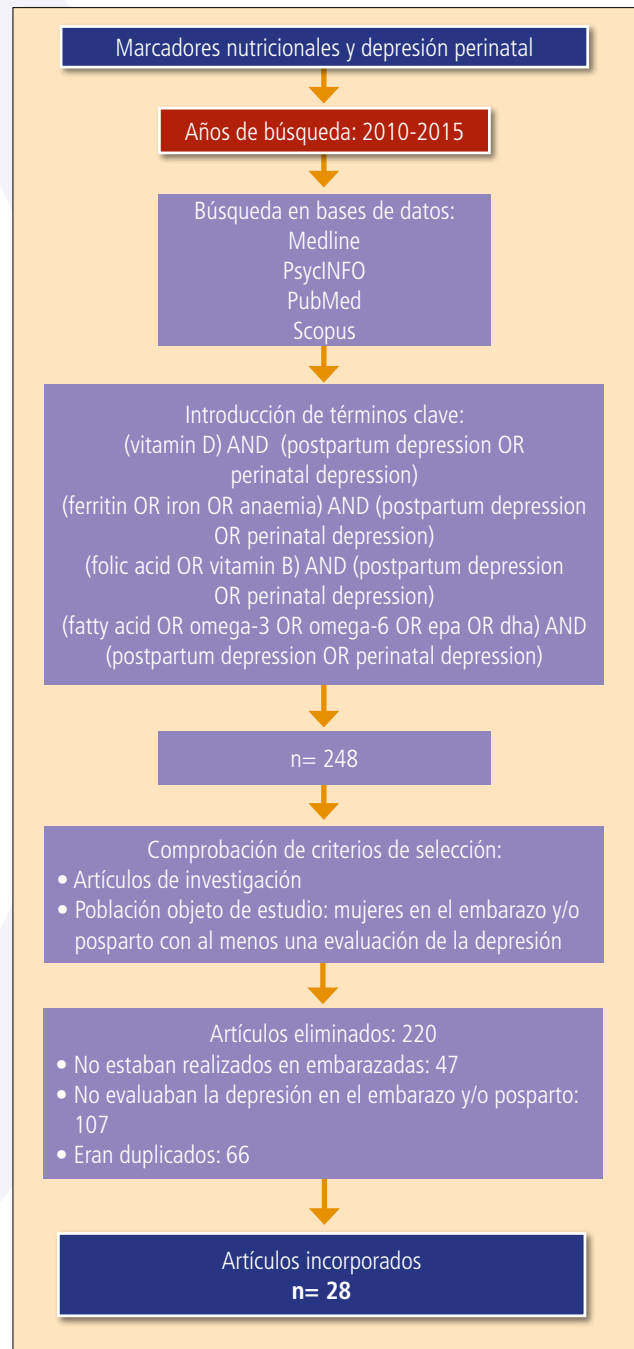 Marcadores nutricionales y depresión perinatal
Años de búsqueda: 2010-2015
Búsqueda en bases de datos:
Medline
PsycINFO
PubMed
Scopus
Introducción de términos clave:
(vitamin D) AND (postpartum depression OR
perinatal depression)
(ferritin OR iron OR anaemia) AND (postpartum depression
OR perinatal depression)
(folic acid OR vitamin B) AND (postpartum depression
OR perinatal depression)
(fatty acid OR omega-3 OR omega-6 OR epa OR dha) AND
(postpartum depression OR perinatal depression)
n= 248
Comprobación de criterios de selección:
• Artículos de investigación
• Población objeto de estudio: mujeres en el embarazo y/o
posparto con al menos una evaluación de la depresión
Artículos eliminados: 220
• No estaban realizados en embarazadas: 47
• No evaluaban la depresión en el embarazo y/o posparto:
107
• Eran duplicados: 66
Artículos incorporados
n= 28